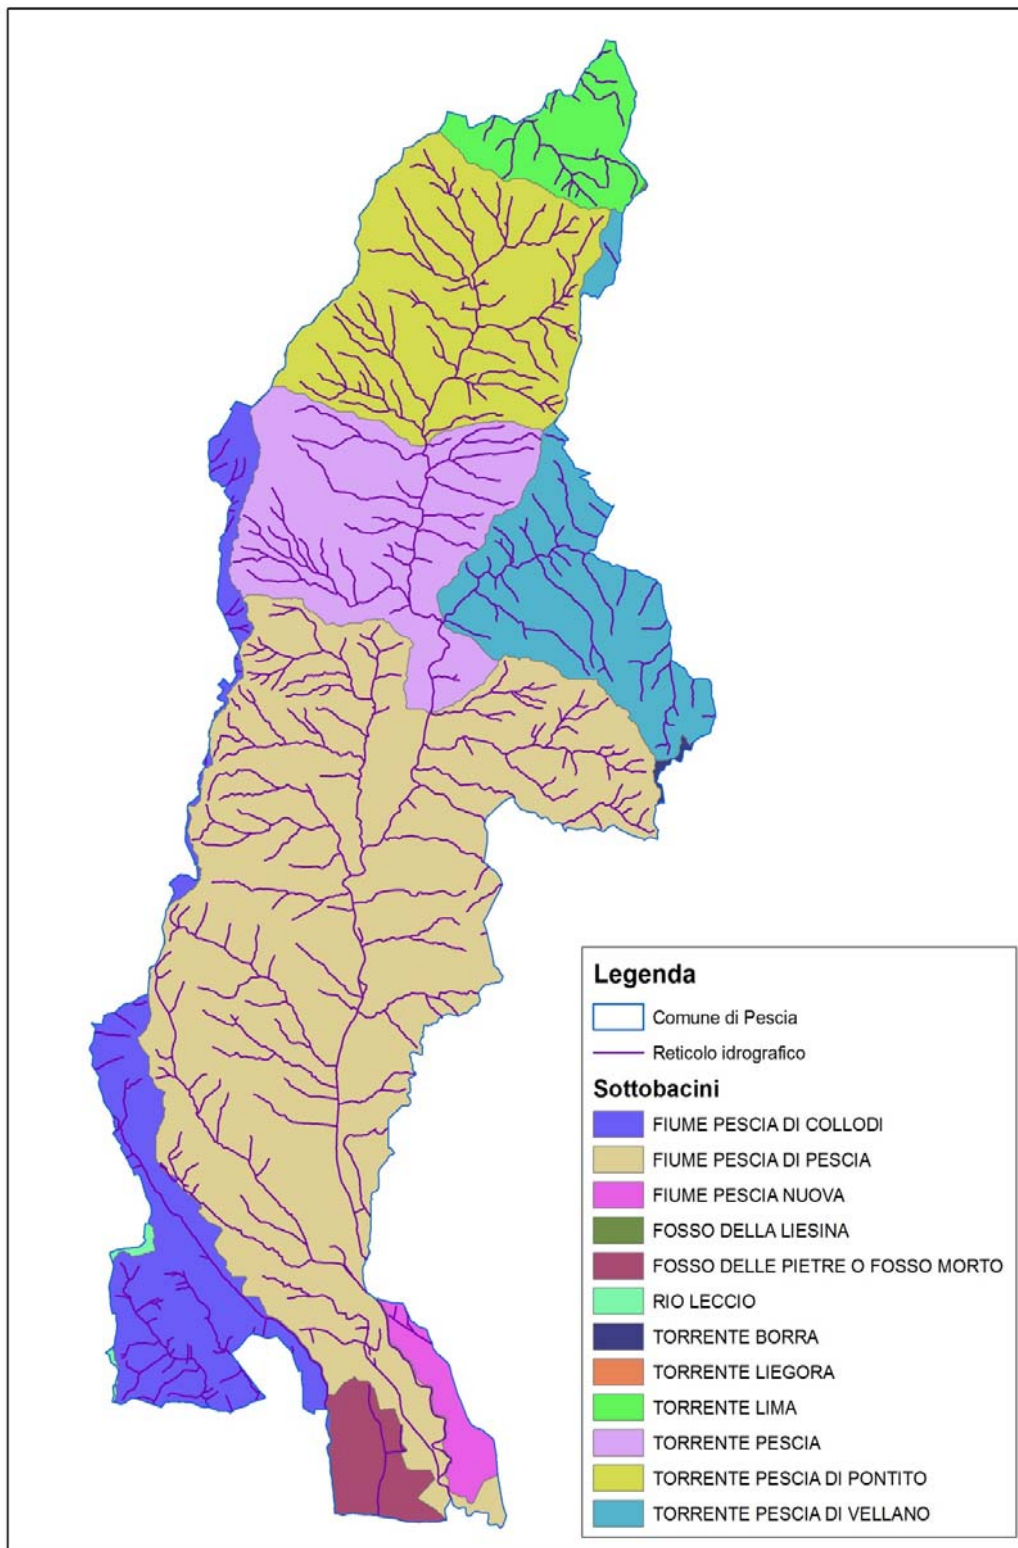 Legenda
Comune di Pescia
Reticolo idrografico
Sottobacini
FIUME PESCIA DI COLLODI
FIUME PESCIA DI PESCIA
FIUME PESCIA NUOVA
FOSSO DELLA LIESINA
FOSSO DELLE PIETRE O FOSSO MORTO
RIO LECCIO
TORRENTE BORRA
TORRENTE LIEGORA
TORRENTE LIMA
TORRENTE PESCIA
TORRENTE PESCIA DI PONTITO
TORRENTE PESCIA DI VELLANO